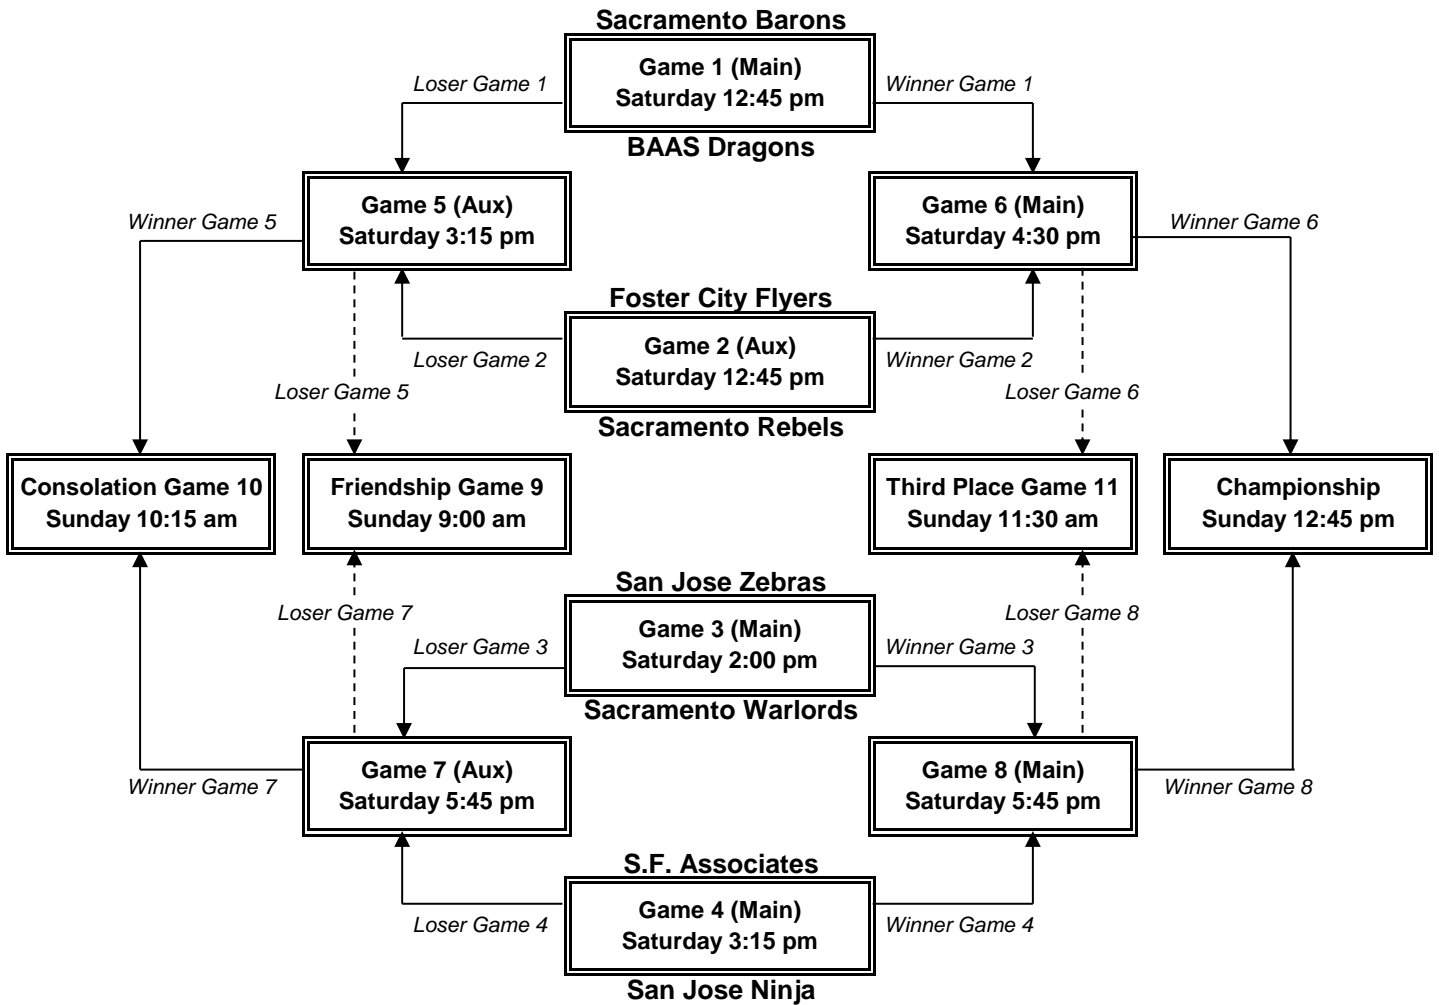 Sacramento Barons
Game 1 (Main)
Saturday 12:45 pm
Loser Game 1
Winner Game 1
BAAS Dragons
Game 5 (Aux)
Saturday 3:15 pm
Game 6 (Main)
Saturday 4:30 pm
Winner Game 5
Winner Game 6
Foster City Flyers
Game 2 (Aux)
Saturday 12:45 pm
Loser Game 2
Winner Game 2
Loser Game 5
Loser Game 6
Sacramento Rebels
Consolation Game 10
Sunday 10:15 am
Friendship Game 9
Sunday 9:00 am
Third Place Game 11
Sunday 11:30 am
Championship
Sunday 12:45 pm
San Jose Zebras
Loser Game 7
Loser Game 8
Game 3 (Main)
Saturday 2:00 pm
Loser Game 3
Winner Game 3
Sacramento Warlords
Game 7 (Aux)
Saturday 5:45 pm
Game 8 (Main)
Saturday 5:45 pm
Winner Game 7
Winner Game 8
S.F. Associates
Game 4 (Main)
Saturday 3:15 pm
Loser Game 4
Winner Game 4
San Jose Ninja